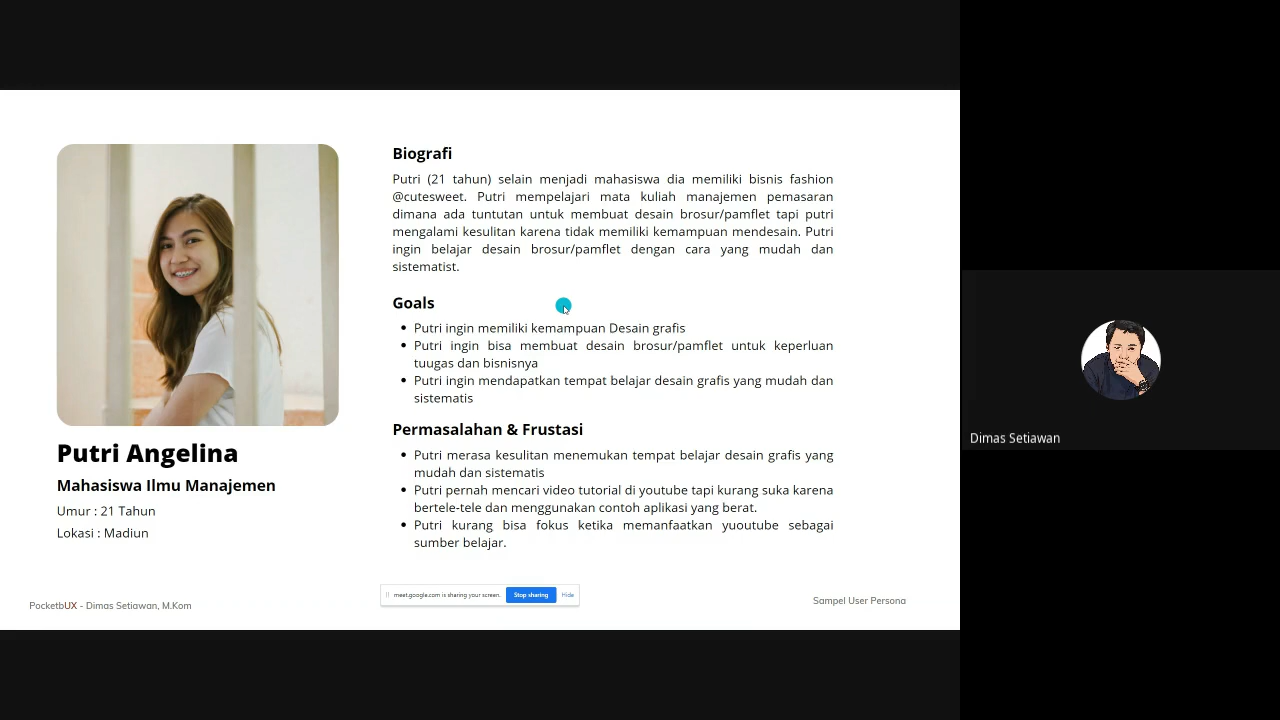 Biografi
Putri (21 tahun) selain menjadi mahasiswa dia memiliki bisnis fashion
@cutesweet. Putri mempelajari mata kuliah manajemen pemasaran
dimana ada tuntutan untuk membuat desain brosur/pamflet tapi putri
mengalami kesulitan karena tidak memiliki kemampuan mendesain. Putri
ingin belajar desain brosur/pamflet dengan cara yang mudah dan
sistematist.
Goals
• Putri ingin memiliki kemampuan Desain grafis
• Putri ingin bisa membuat desain brosur/pamflet untuk keperluan
tuugas dan bisnisnya
• Putri ingin mendapatkan tempat belajar desain grafis yang mudah dan
sistematis
Permasalahan & Frustasi
• Putri merasa kesulitan menemukan tempat belajar desain grafis yang
mudah dan sistematis
• Putri pernah mencari video tutorial di youtube tapi kurang suka karena
bertele-tele dan menggunakan contoh aplikasi yang berat.
• Putri kurang bisa fokus ketika memanfaatkan yuoutube sebagai
sumber belajar.
Putri Angelina
Mahasiswa Ilmu Manajemen
Umur : 21 Tahun
Lokasi : Madiun
PocketbUX - Dimas Setiawan, M.Kom
meet.google.com is sharing your screen. Stop sharing Hide
Sampel User Persona
Dimas Setiawan